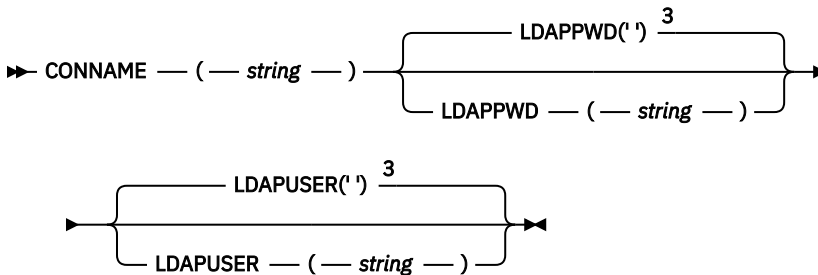 LDAPPWD(' ') 3
CONNAME ( string )
LDAPPWD ( string )
LDAPUSER(' ') 3
LDAPUSER ( string )